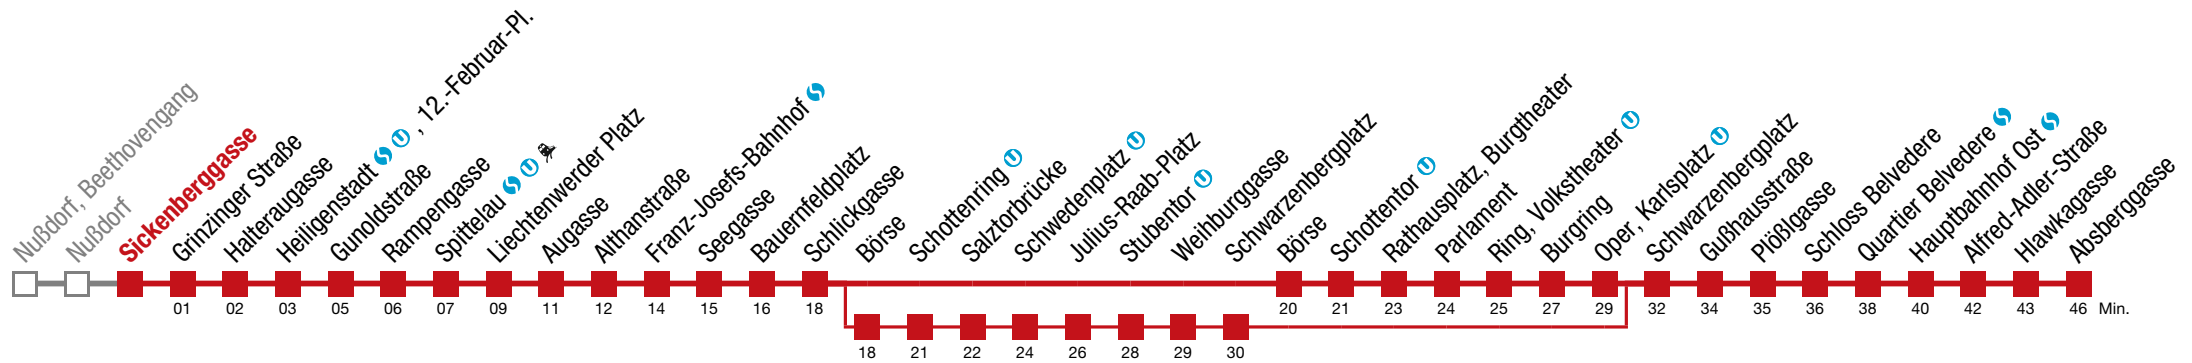 Nußdorf, Beethovengang
Nußdorf
Sickenberggasse
Grinzinger Straße
Halteraugasse
Heiligenstadt S U , 12.-Februar-Pl.
Gunoldstraße
Rampengasse
Spittelau S U
Liechtenwerder Platz
Augasse
Althanstraße
Franz-Josefs-Bahnhof S
Seegasse
Bauernfeldplatz
Schlickgasse
Börse
Schottenring U
Salztorbrücke
Schwedenplatz U
Julius-Raab-Platz
Stubentor U
Weihburggasse
Schwarzenbergplatz
Börse
Schottentor U
Rathausplatz, Burgtheater
Parlament
Ring, Volkstheater U
Burgring
Oper, Karlsplatz U
Schwarzenbergplatz
Gußhausstraße
Plößlgasse
Schloss Belvedere
Quartier Belvedere S
Hauptbahnhof Ost S
Alfred-Adler-Straße
Hlawkagasse
Absberggasse
01 02 03 05 06 07 09 11 12 14 15 16 18 20 21 23 24 25 27 29 32 34 35 36 38 40 42 43 46 Min.
18 21 22 24 26 28 29 30